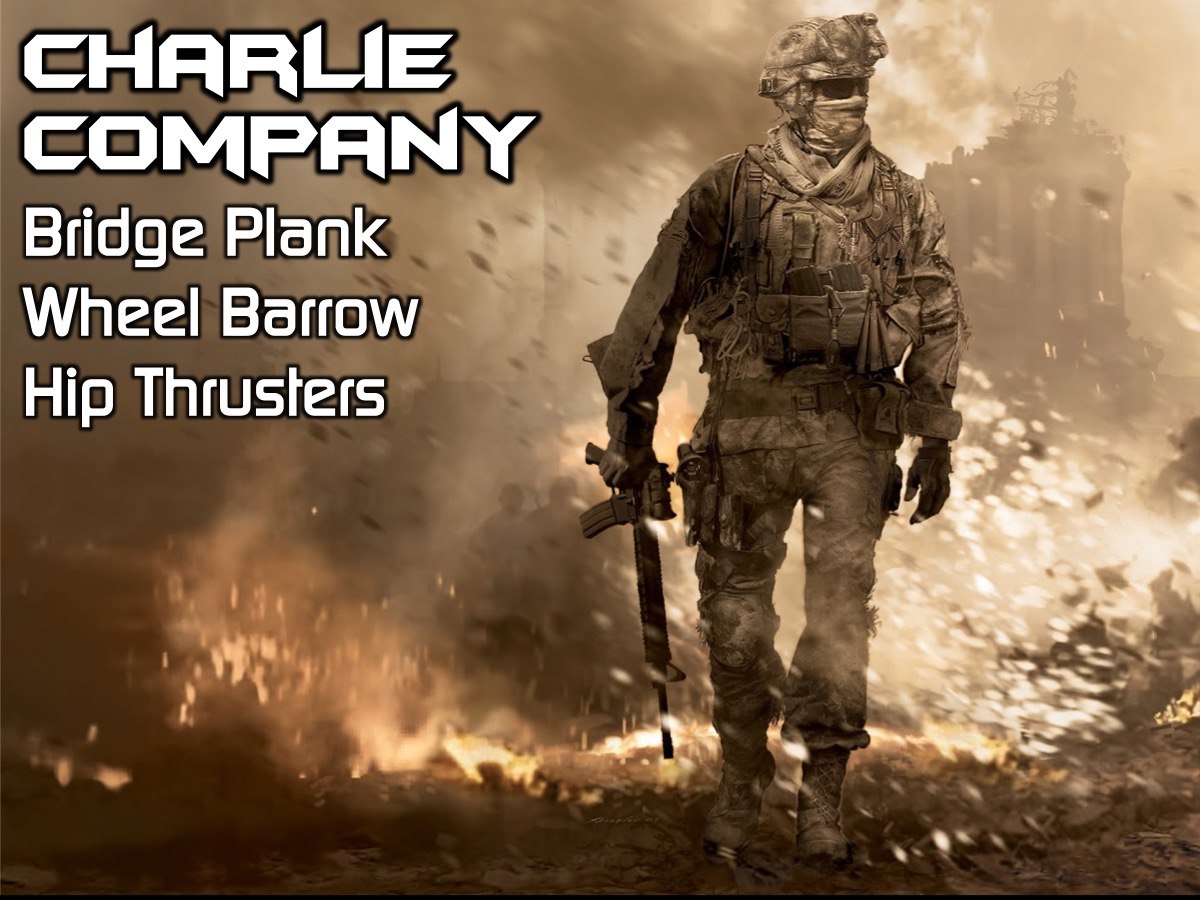 CHARLIE
COMPANY
Bridge Plank
Wheel Barrow
Hip Thrusters